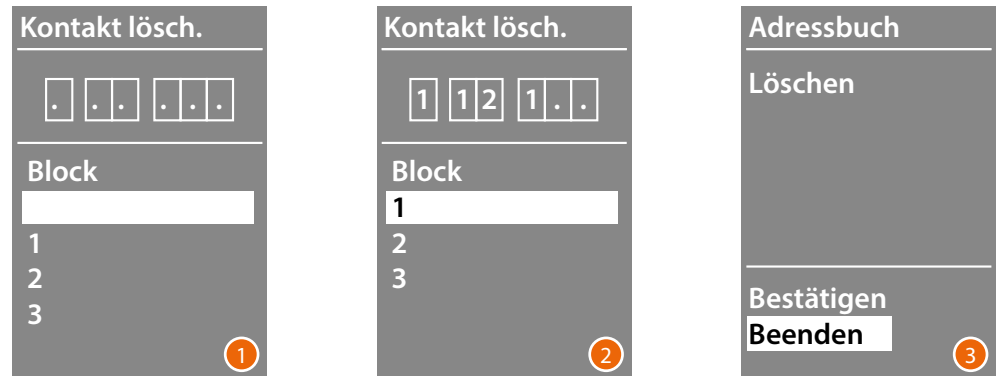 Kontakt lösch.
. . . . . .
Block
1
2
3
1
Kontakt lösch.
1 1 2 1 . .
Block
1
2
3
2
Adressbuch
Löschen
Bestätigen
Beenden
3